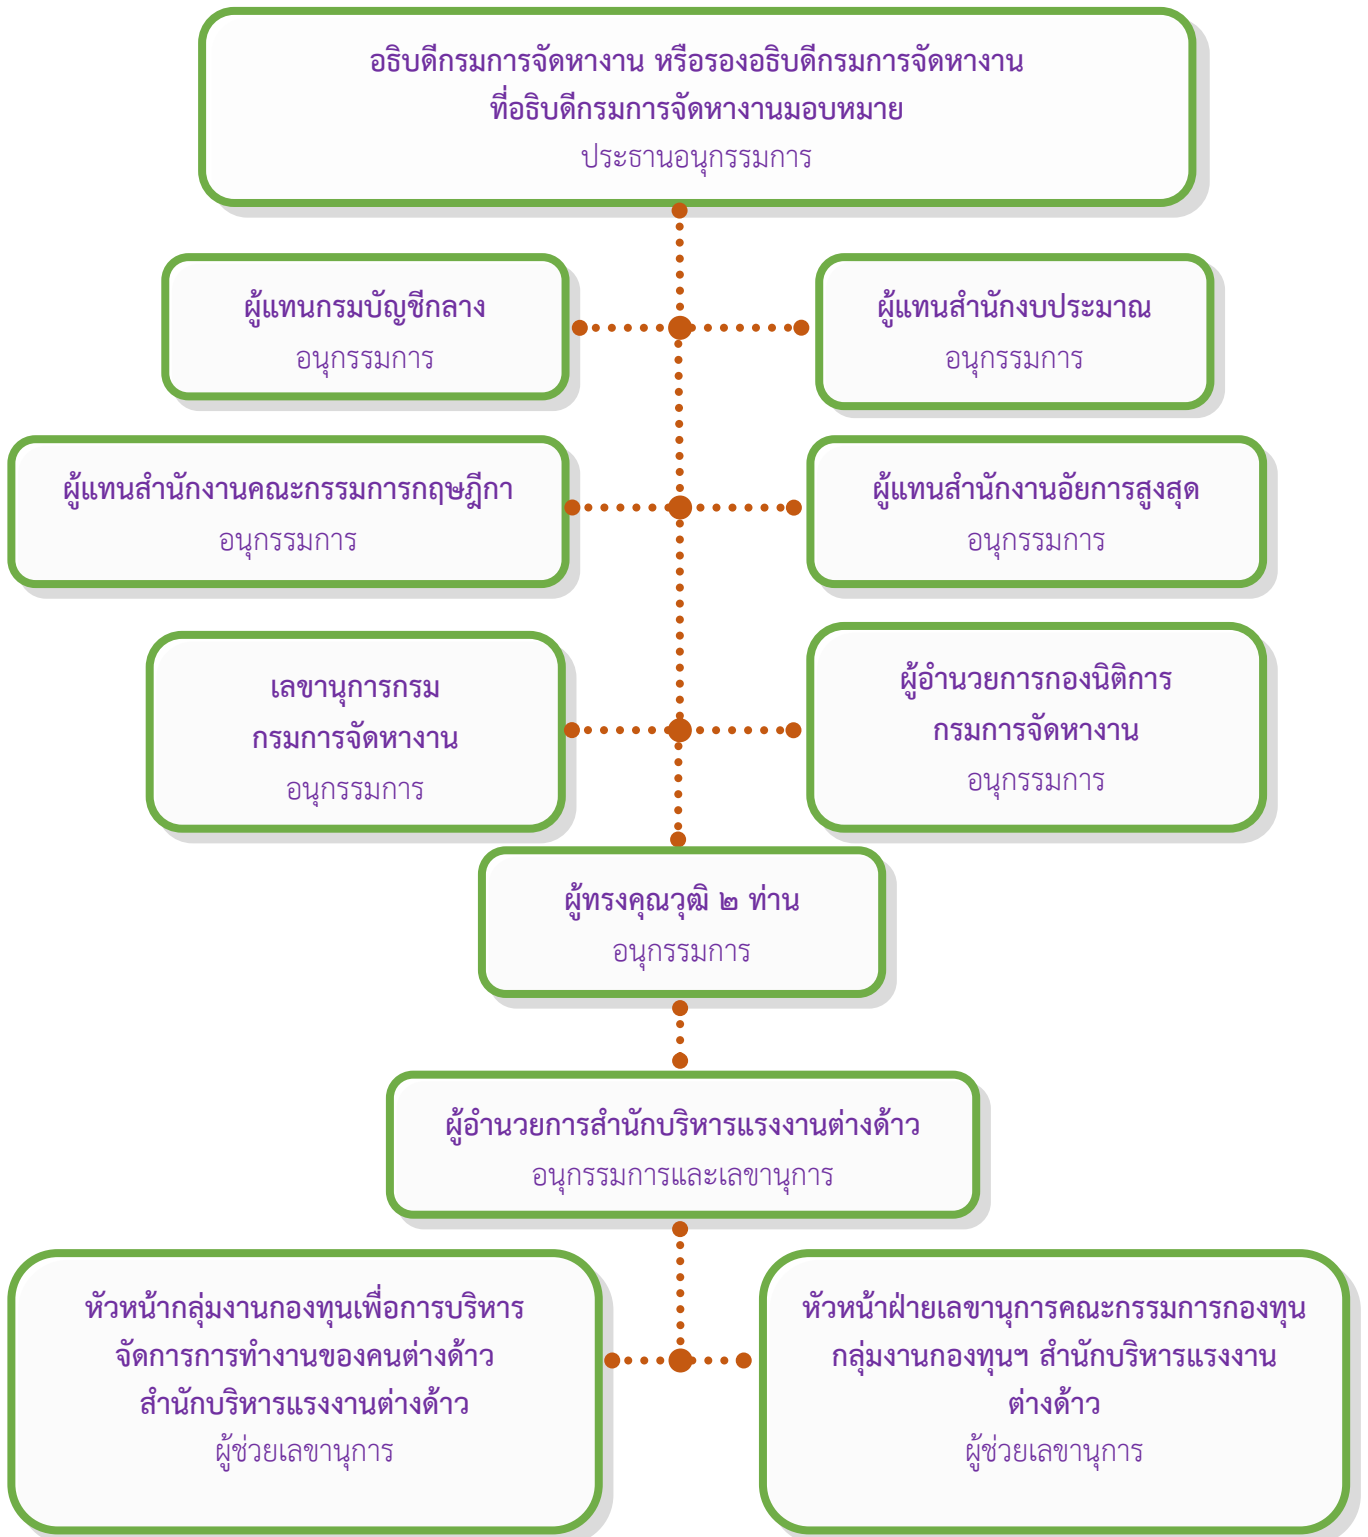 อธิบดีกรมการจัดหางาน หรือรองอธิบดีกรมการจัดหางาน
ที่อธิบดีกรมการจัดหางานมอบหมาย
ประธานอนุกรรมการ
ผู้แทนกรมบัญชีกลาง
อนุกรรมการ
ผู้แทนสำนักงบประมาณ
อนุกรรมการ
ผู้แทนสำนักงานคณะกรรมการกฤษฎีกา
อนุกรรมการ
ผู้แทนสำนักงานอัยการสูงสุด
อนุกรรมการ
เลขานุการกรม
กรมการจัดหางาน
อนุกรรมการ
ผู้อำนวยการกองนิติการ
กรมการจัดหางาน
อนุกรรมการ
ผู้ทรงคุณวุฒิ ๒ ท่าน
อนุกรรมการ
ผู้อำนวยการสำนักบริหารแรงงานต่างด้าว
อนุกรรมการและเลขานุการ
หัวหน้ากลุ่มงานกองทุนเพื่อการบริหาร
จัดการการทำงานของคนต่างด้าว
สำนักบริหารแรงงานต่างด้าว
ผู้ช่วยเลขานุการ
หัวหน้าฝ่ายเลขานุการคณะกรรมการกองทุน
กลุ่มงานกองทุนฯ สำนักบริหารแรงงาน
ต่างด้าว
ผู้ช่วยเลขานุการ